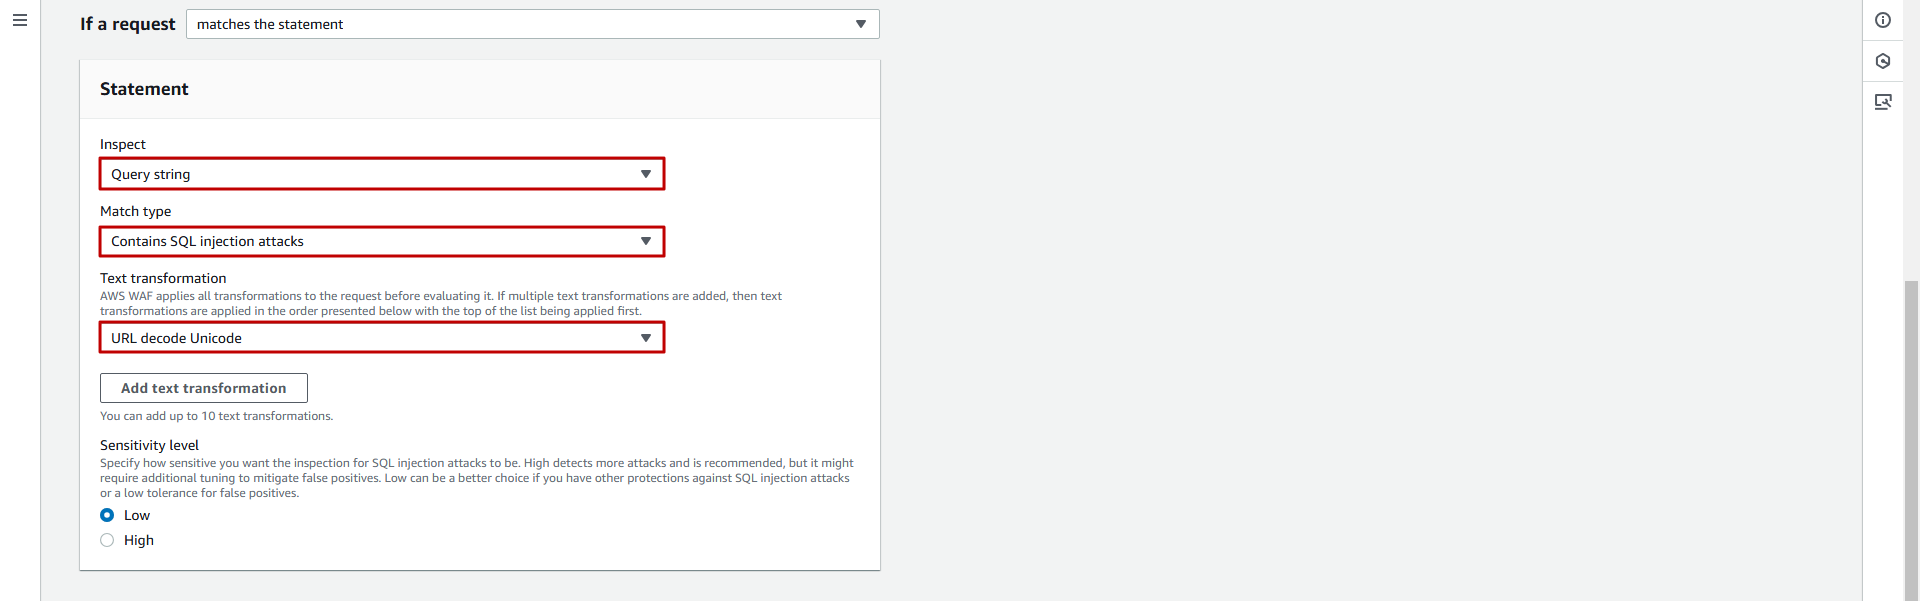 If a request
matches the statement
Statement
Inspect
Query string
Match type
Contains SQL injection attacks
Text transformation
AWS WAF applies all transformations to the request before evaluating it. If multiple text transformations are added, then text
transformations are applied in the order presented below with the top of the list being applied first.
URL decode Unicode
Add text transformation
You can add up to 10 text transformations.
Sensitivity level
Specify how sensitive you want the inspection for SQL injection attacks to be. High detects more attacks and is recommended, but it might
require additional tuning to mitigate false positives. Low can be a better choice if you have other protections against SQL injection attacks
or a low tolerance for false positives.
Low
High